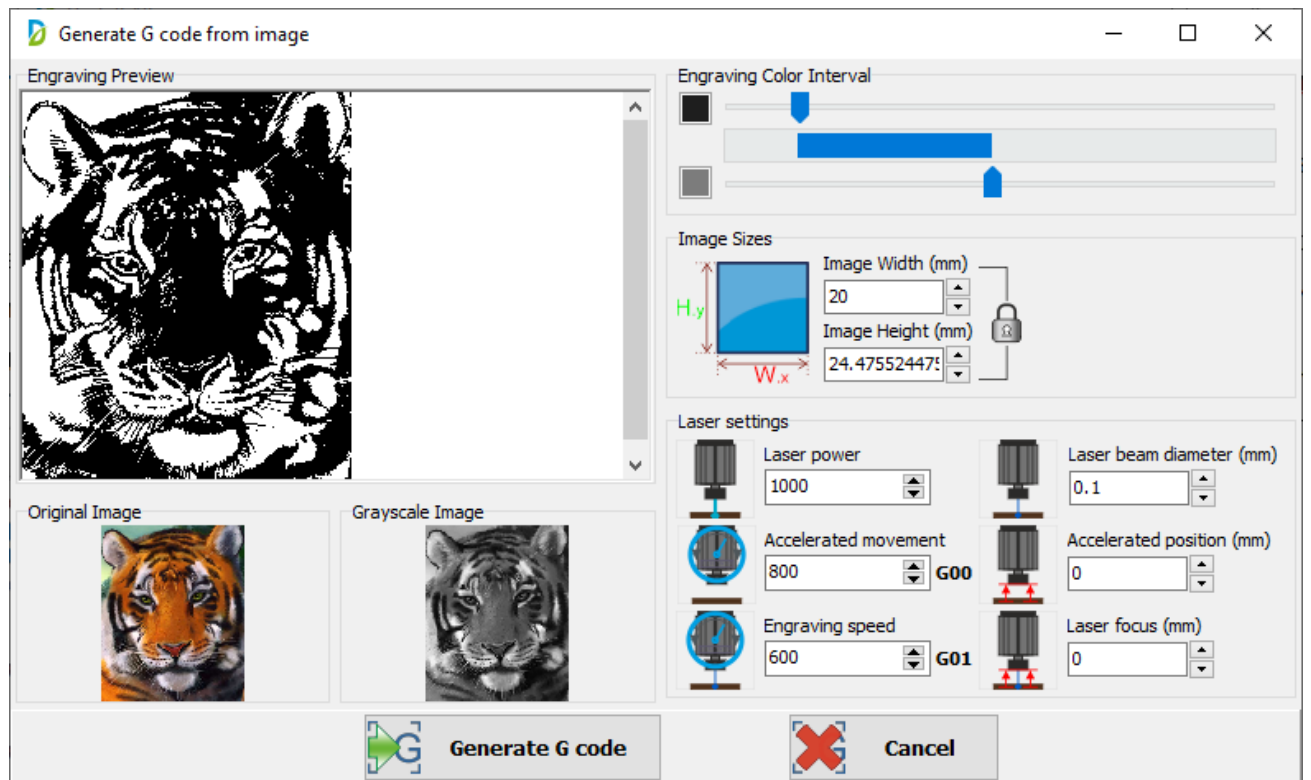 Generate G code from image
Engraving Preview
Engraving Color Interval
Image Sizes
Image Width (mm)
H.y
20
Image Height (mm)
24.475524475
W.x
Laser settings
Laser power
1000
Laser beam diameter (mm)
0.1
Original Image
Grayscale Image
Accelerated movement
800
G00
Accelerated position (mm)
0
Engraving speed
600
G01
Laser focus (mm)
0
G
Generate G code
G
Cancel